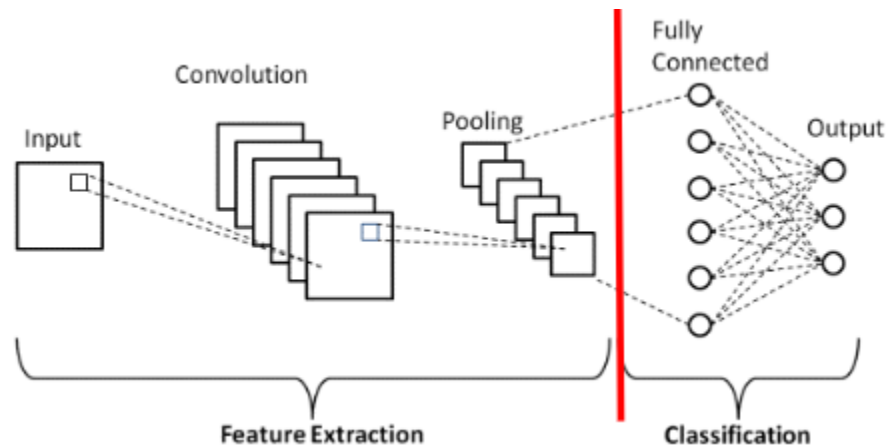 Input
Convolution
Pooling
Fully
Connected
Output
Feature Extraction
Classification